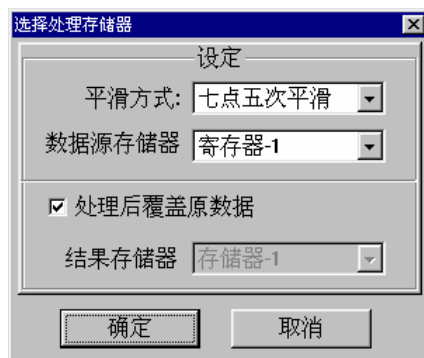 选择处理存储器
设定
平滑方式: 七点五次平滑
数据源存储器 寄存器-1
处理后覆盖原数据
结果存储器 存储器-1
确定 取消